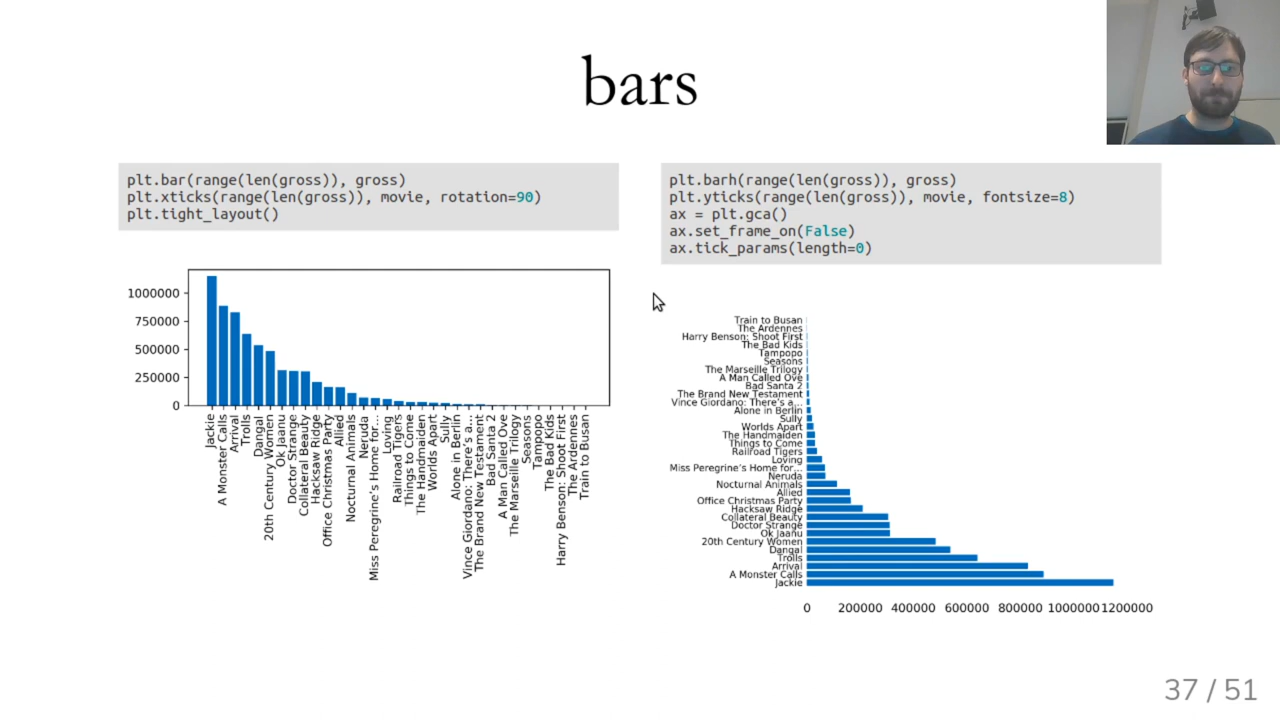 bars
plt.bar(range(len(gross)), gross)
plt.xticks(range(len(gross)), movie, rotation=90)
plt.tight_layout()
1000000
750000
500000
250000
0
Jackie
A Monster Calls
Arrival
Trolls
Dangal
20th Century Women
Ok Jaanu
Doctor Strange
Collateral Beauty
Hacksaw Ridge
Office Christmas Party
Allied
Nocturnal Animals
Neruda
Miss Peregrine's Home for...
Loving
Railroad Tigers
Things to Come
The Handmaiden
Worlds Apart
Sully
Alone in Berlin
Vince Giordano: There's a...
The Brand New Testament
Bad Santa 2
A Man Called Ove
The Marseille Trilogy
Seasons
Tampopo
The Bad Kids
Harry Benson: Shoot First
The Ardennes
Train to Busan
plt.barh(range(len(gross)), gross)
plt.yticks(range(len(gross)), movie, fontsize=8)
ax = plt.gca()
ax.set_frame_on(False)
ax.tick_params(length=0)
Train to Busan
The Ardennes
Harry Benson: Shoot First
The Bad Kids
Tampopo
Seasons
The Marseille Trilogy
A Man Called Ove
Bad Santa 2
The Brand New Testament
Vince Giordano: There's a...
Alone in Berlin
Sully
Worlds Apart
The Handmaiden
Things to Come
Railroad Tigers
Loving
Miss Peregrine's Home for...
Neruda
Nocturnal Animals
Allied
Office Christmas Party
Hacksaw Ridge
Collateral Beauty
Doctor Strange
Ok Jaanu
20th Century Women
Dangal
Trolls
Arrival
A Monster Calls
Jackie
0 200000 400000 600000 800000 1000000 1200000
37 / 51